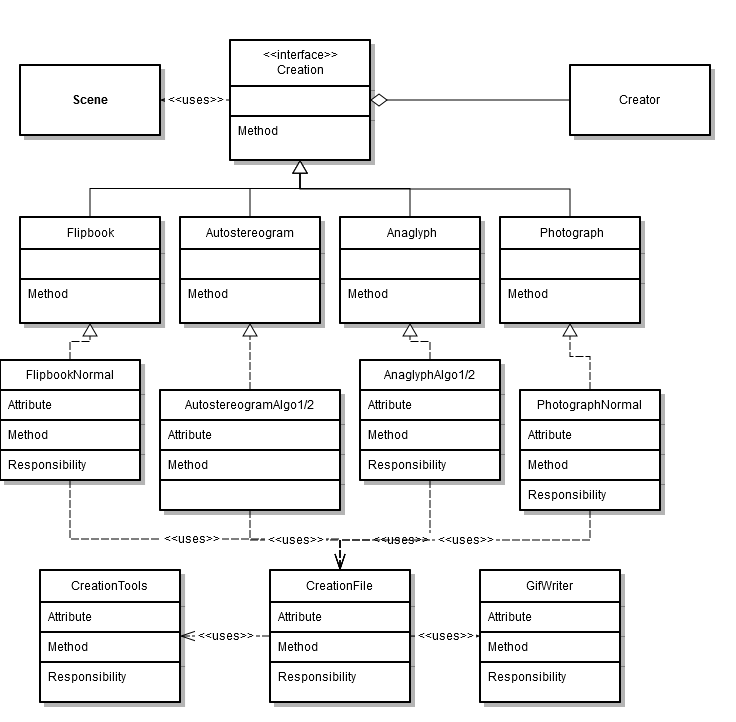 <<interface>>
Creation
Scene
<<uses>>
Creator
Method
Flipbook
Autostereogram
Anaglyph
Photograph
Method
Method
Method
Method
FlipbookNormal
AnaglyphAlgo1/2
Attribute
AutostereogramAlgo1/2
Attribute
PhotographNormal
Method
Attribute
Method
Attribute
Responsibility
Method
Responsibility
Method
Responsibility
<<uses>>
<<uses>>
<<uses>>
<<uses>>
CreationTools
CreationFile
GifWriter
Attribute
Attribute
Attribute
<<uses>>
<<uses>>
Method
Method
Method
Responsibility
Responsibility
Responsibility